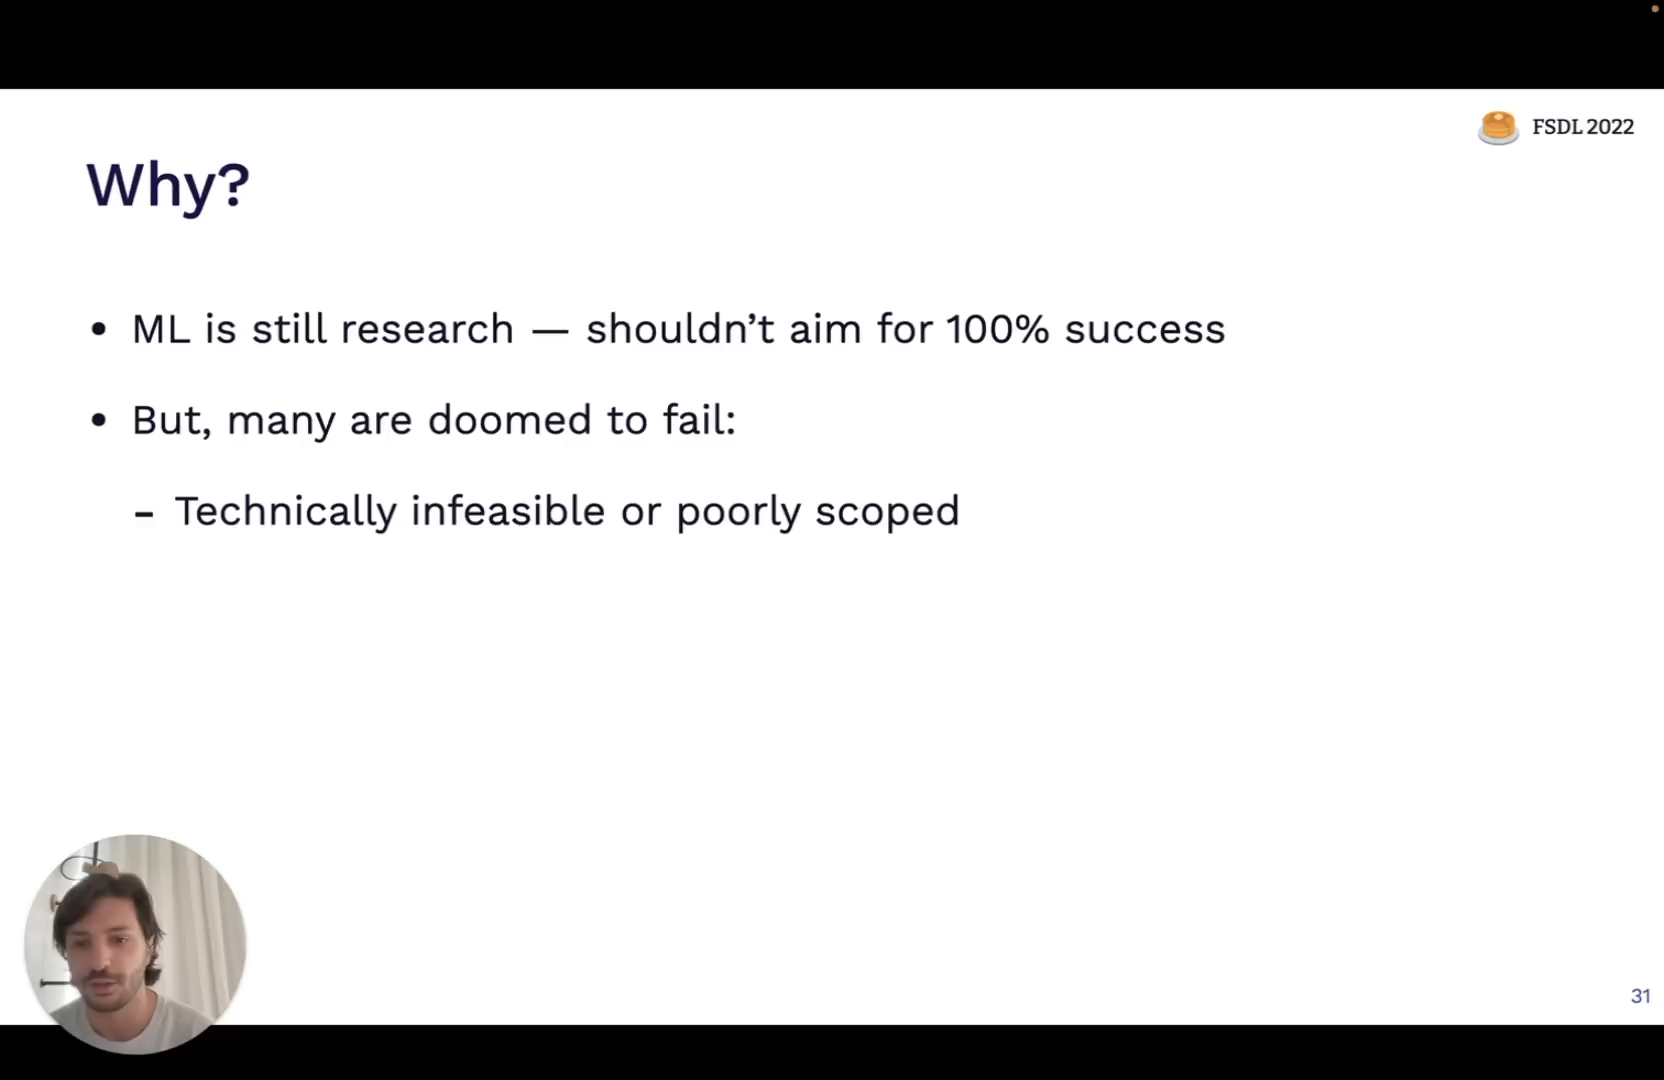 FSDL 2022
Why?
• ML is still research — shouldn’t aim for 100% success
• But, many are doomed to fail:
– Technically infeasible or poorly scoped
31